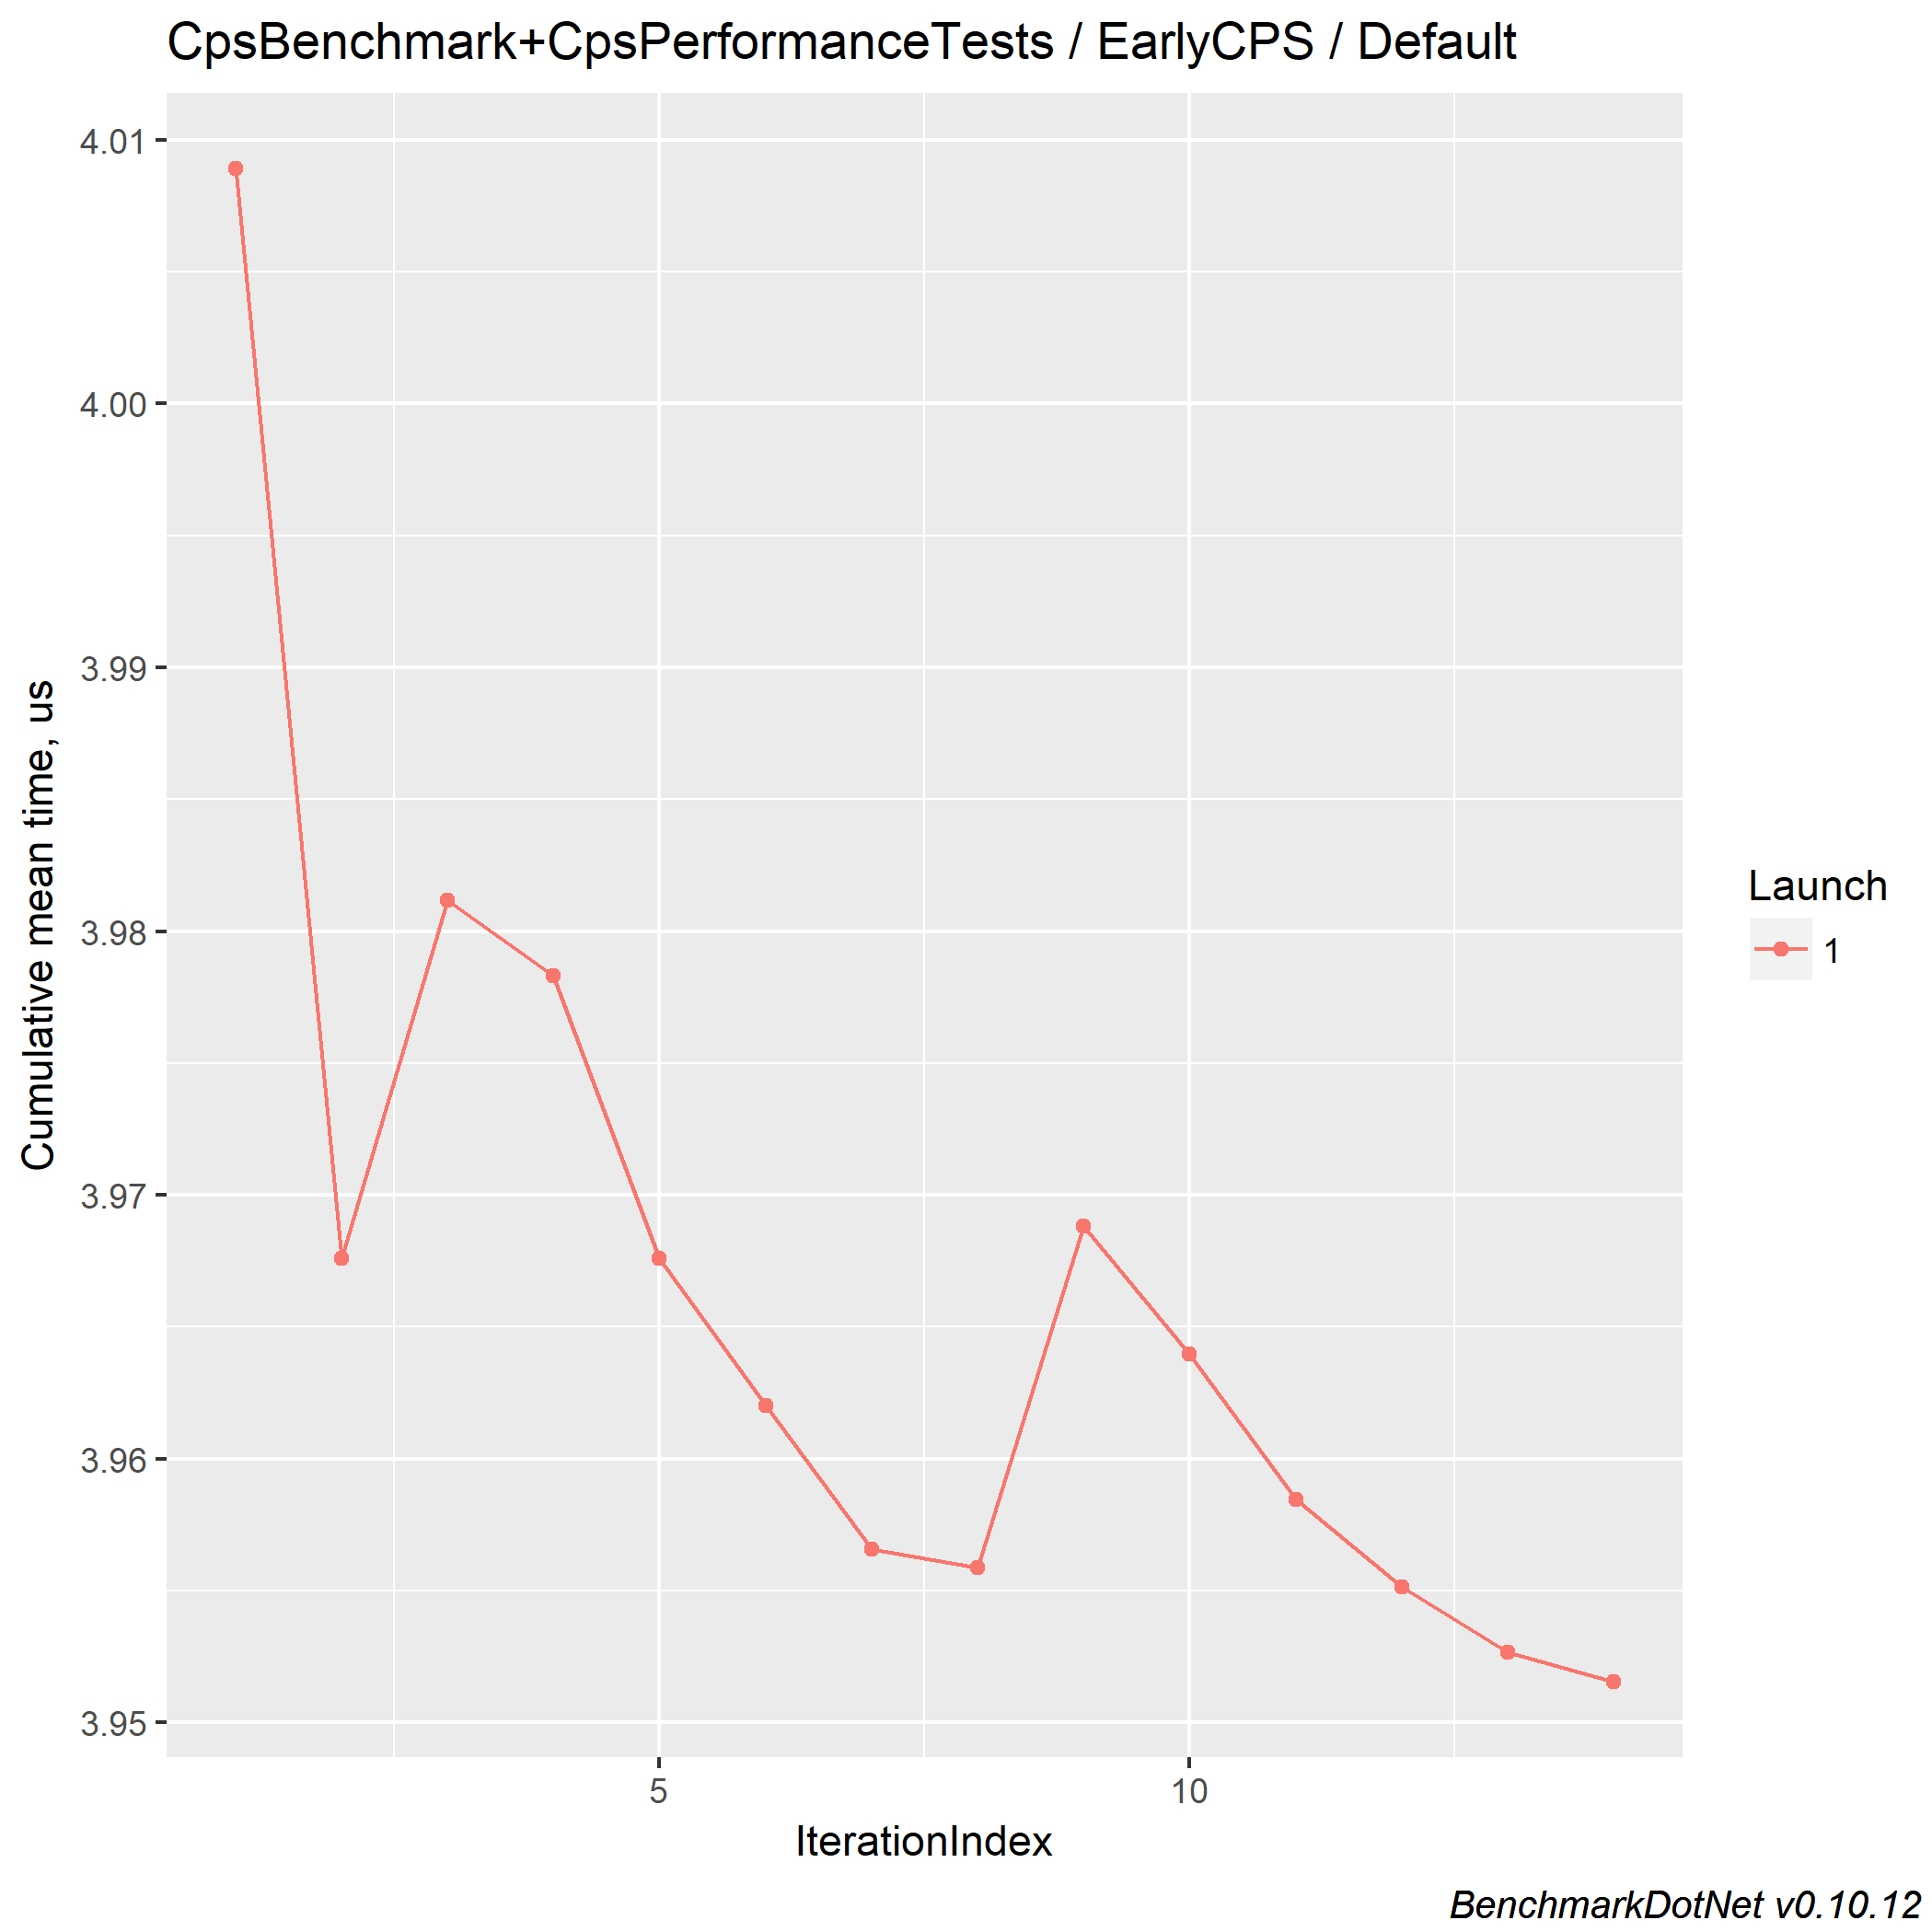 CpsBenchmark+CpsPerformanceTests / EarlyCPS / Default
4.01
4.00
3.99
3.98
3.97
3.96
3.95
Cumulative mean time, us
5
10
IterationIndex
Launch
1
BenchmarkDotNet v0.10.12